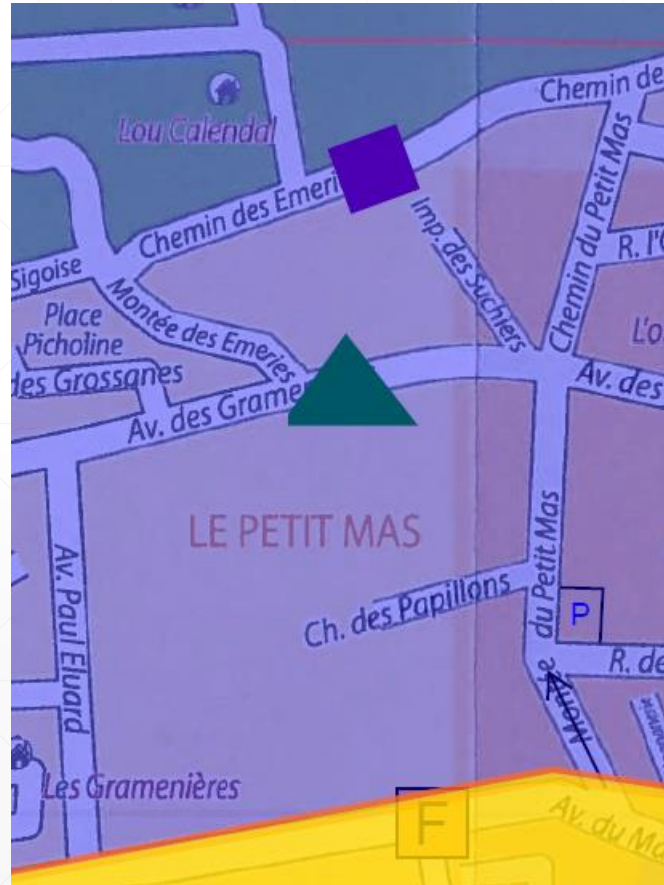 Chemin de
Lou Calendal
Chemin des Emeri
Imp. des Suchiers
Chemin du Petit Mas
R. l'
Sigoise
Place
Picholine
Montée des Emeries
L'o
des Grossanes
Av. des Grame
Av. des
LE PETIT MAS
Av. Paul Eluard
Ch. des Papillons
du Petit Mas
P
R. de
Les Gramenières
F
Av. du Ma